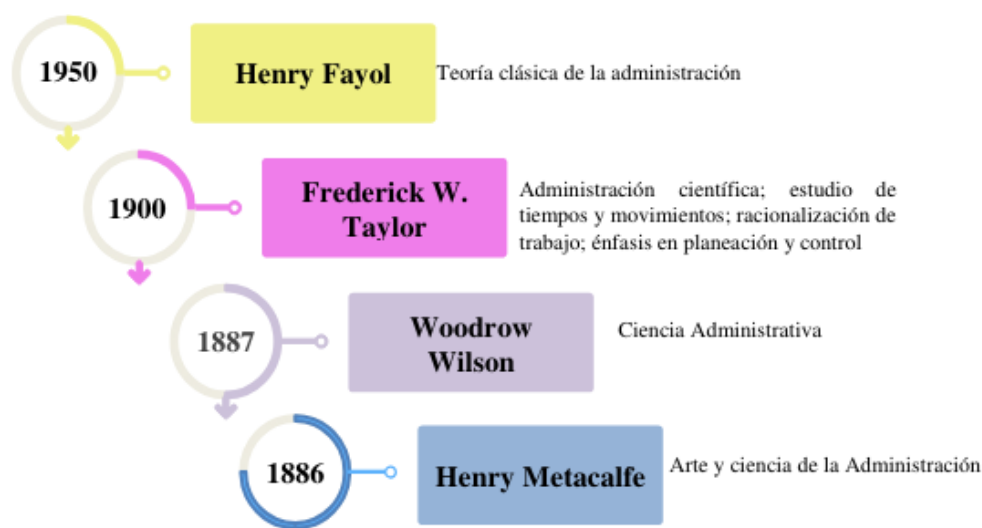 1950
Henry Fayol
Teoría clásica de la administración
1900
Frederick W.
Taylor
Administración científica; estudio de
tiempos y movimientos; racionalización de
trabajo; énfasis en planeación y control
1887
Woodrow
Wilson
Ciencia Administrativa
1886
Henry Metacalfe
Arte y ciencia de la Administración